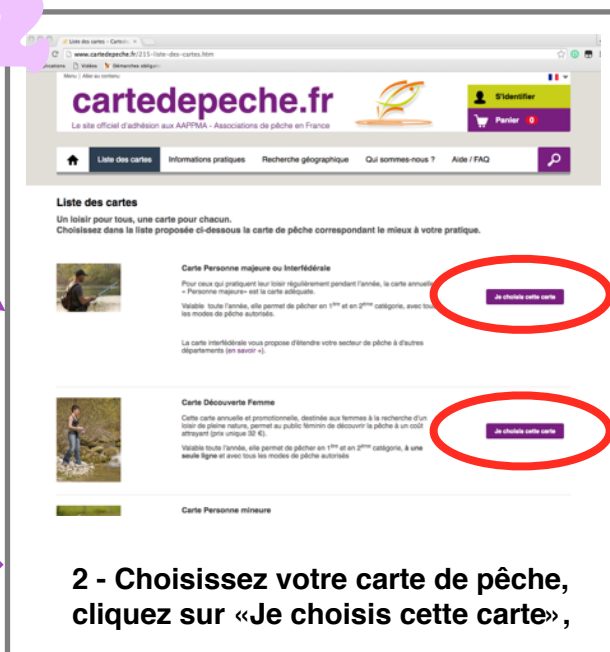 2
Liste des cartes - Carted
www.cartedepeche.fr/215-liste-des-cartes.htm
Vidéos Démarches obligat
Menu | Aller au contenu
cartedepeche.fr
Le site officiel d'adhésion aux AAPPMA - Associations de pêche en France
S'identifier
Panier 0
Liste des cartes Informations pratiques Recherche géographique Qui sommes-nous ? Aide / FAQ
Liste des cartes
Un loisir pour tous, une carte pour chacun.
Choisissez dans la liste proposée ci-dessous la carte de pêche correspondant le mieux à votre pratique.
Carte Personne majeure ou Interfédérale
Pour ceux qui pratiquent leur loisir régulièrement pendant l'année, la carte annuelle
« Personne majeure» est la carte adéquate.
Valable toute l'année, elle permet de pêcher en 1ère et en 2ème catégorie, avec tous
les modes de pêche autorisés.
La carte interfédérale vous propose d'étendre votre secteur de pêche à d'autres
départements (en savoir +).
Je choisis cette carte
Carte Découverte Femme
Cette carte annuelle et promotionnelle, destinée aux femmes à la recherche d'un
loisir de pleine nature, permet au public féminin de découvrir la pêche à un coût
attrayant (prix unique 32 €).
Valable toute l'année, elle permet de pêcher en 1ère et en 2ème catégorie, à une
seule ligne et avec tous les modes de pêche autorisés
Je choisis cette carte
Carte Personne mineure
2 - Choisissez votre carte de pêche,
cliquez sur «Je choisis cette carte»,